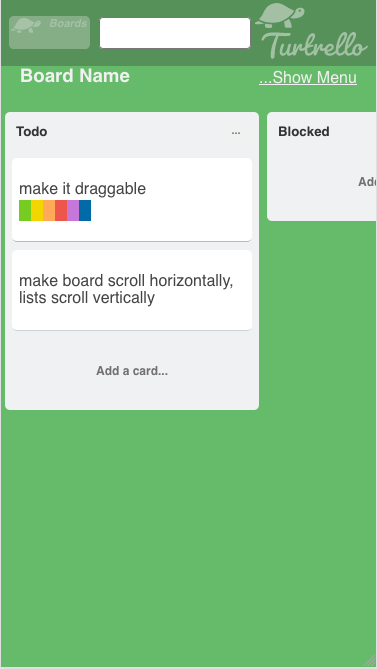 Boards
Turtrello
Board Name
...Show Menu
Todo
...
Blocked
make it draggable
Add
make board scroll horizontally,
lists scroll vertically
Add a card...